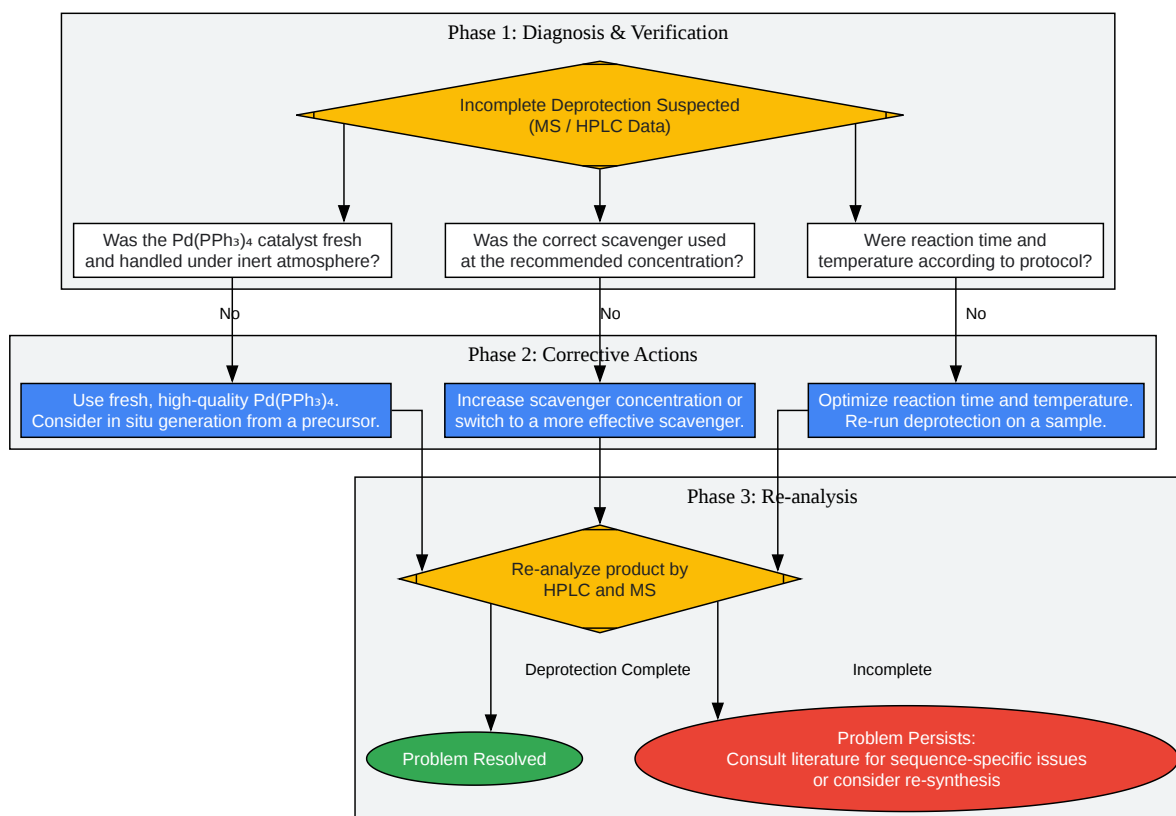 Phase 1: Diagnosis & Verification
Incomplete Deprotection Suspected
(MS / HPLC Data)
Was the Pd(PPh₃)₄ catalyst fresh
and handled under inert atmosphere?
Was the correct scavenger used
at the recommended concentration?
Were reaction time and
temperature according to protocol?
No
No
No
Phase 2: Corrective Actions
Use fresh, high-quality Pd(PPh₃)₄.
Consider in situ generation from a precursor.
Increase scavenger concentration or
switch to a more effective scavenger.
Optimize reaction time and temperature.
Re-run deprotection on a sample.
Phase 3: Re-analysis
Re-analyze product by
HPLC and MS
Deprotection Complete
Incomplete
Problem Resolved
Problem Persists:
Consult literature for sequence-specific issues
or consider re-synthesis